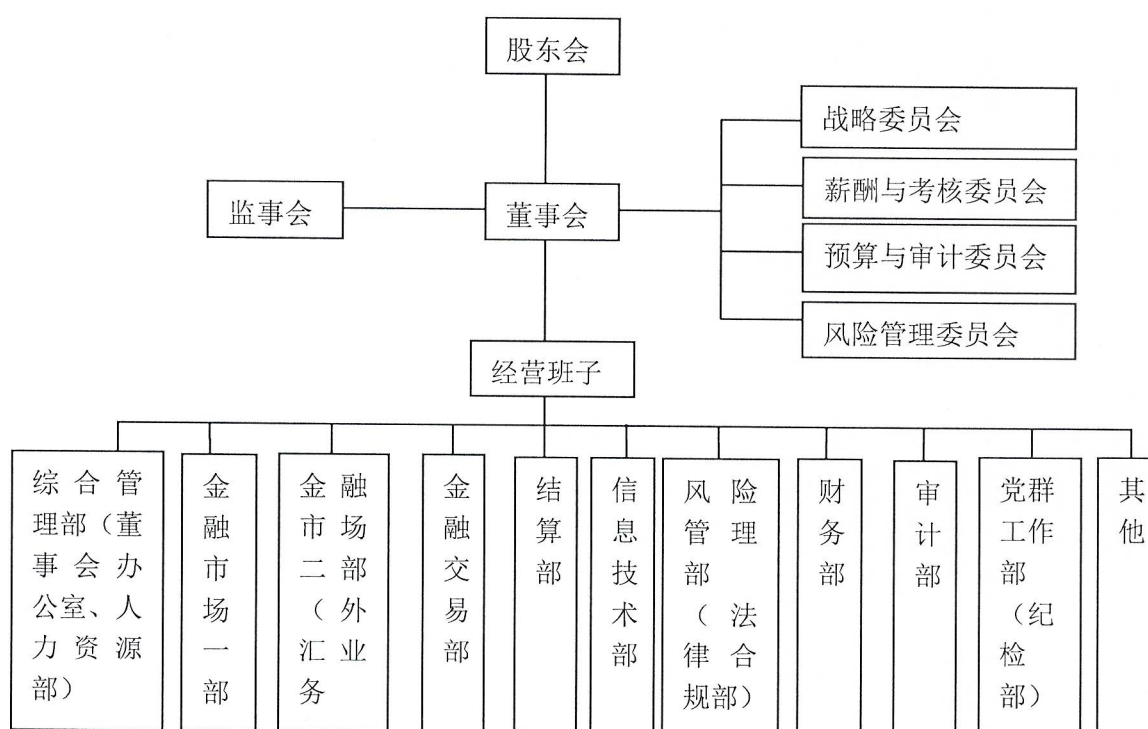 股东会
战略委员会
薪酬与考核委员会
监事会
董事会
预算与审计委员会
风险管理委员会
经营班子
综合管
理部（董
事会办
公室、人
力资源
部）
金
融
市
场
一
部
金融
市场
二部
（外
汇业
务
金
融
交
易
部
结
算
部
信
息
技
术
部
风险
管理
部
（法
律合
规部）
财
务
部
审
计
部
党群
工作
部
（纪
检
部）
其
他